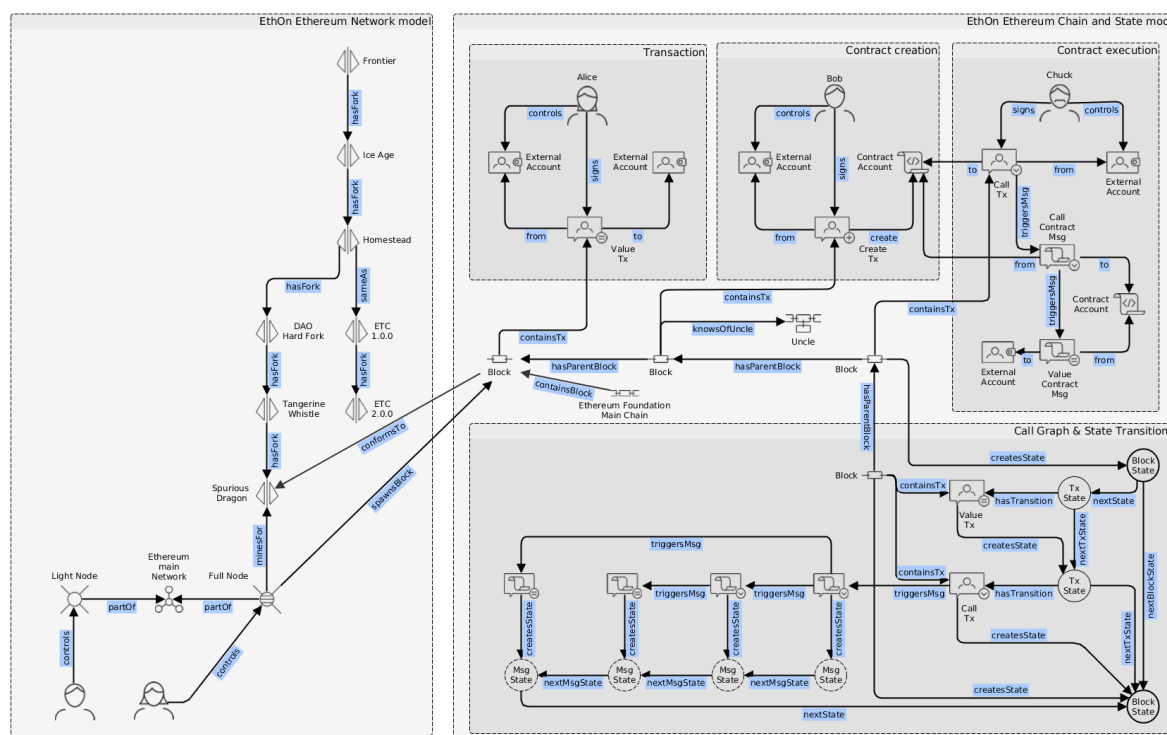 EthOn Ethereum Network model
Frontier
hasFork
Ice Age
hasFork
Homestead
hasFork
sameAs
DAO
Hard Fork
ETC
1.0.0
hasFork
hasFork
Tangerine
Whistle
ETC
2.0.0
hasFork
Spurious
Dragon
minesFor
Ethereum
main
Network
Light Node
Full Node
partOf
partOf
controls
controls
conformsTo
spawnsBlock
EthOn Ethereum Chain and State mod
Transaction
Alice
controls
External
Account
External
Account
signs
from
to
Value
Tx
Contract creation
Bob
controls
External
Account
Contract
Account
signs
from
create
Create
Tx
Contract execution
Chuck
signs
controls
to
from
Call
Tx
External
Account
triggersMsg
Call
Contract
Msg
from
to
triggersMsg
Contract
Account
External
Account
to
from
Value
Contract
Msg
containsTx
containsTx
containsTx
knowsOfUncle
Uncle
Block
hasParentBlock
Block
hasParentBlock
Block
containsBlock
Ethereum Foundation
Main Chain
hasParentBlock
Call Graph & State Transition
createsState
Block
State
Block
containsTx
Value
Tx
hasTransition
Tx
State
nextState
createsState
nextTxState
nextBlockState
triggersMsg
containsTx
triggersMsg
triggersMsg
triggersMsg
Call
Tx
hasTransition
Tx
State
createsState
createsState
createsState
createsState
createsState
nextTxState
Msg
State
nextMsgState
Msg
State
nextMsgState
Msg
State
nextMsgState
Msg
State
createsState
nextState
Block
State